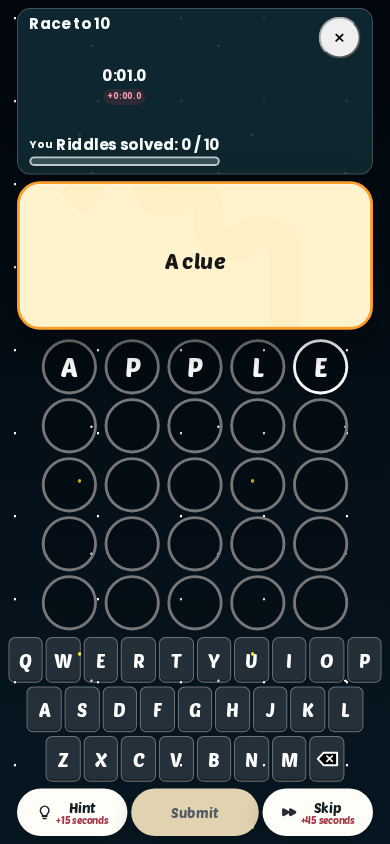 Race to 10
×
0:01.0
+0:00.0
You Riddles solved: 0 / 10
A clue
A P P L E
Q W E R T Y U I O P
A S D F G H J K L
Z X C V B N M
Hint
+15 seconds
Submit
Skip
+45 seconds